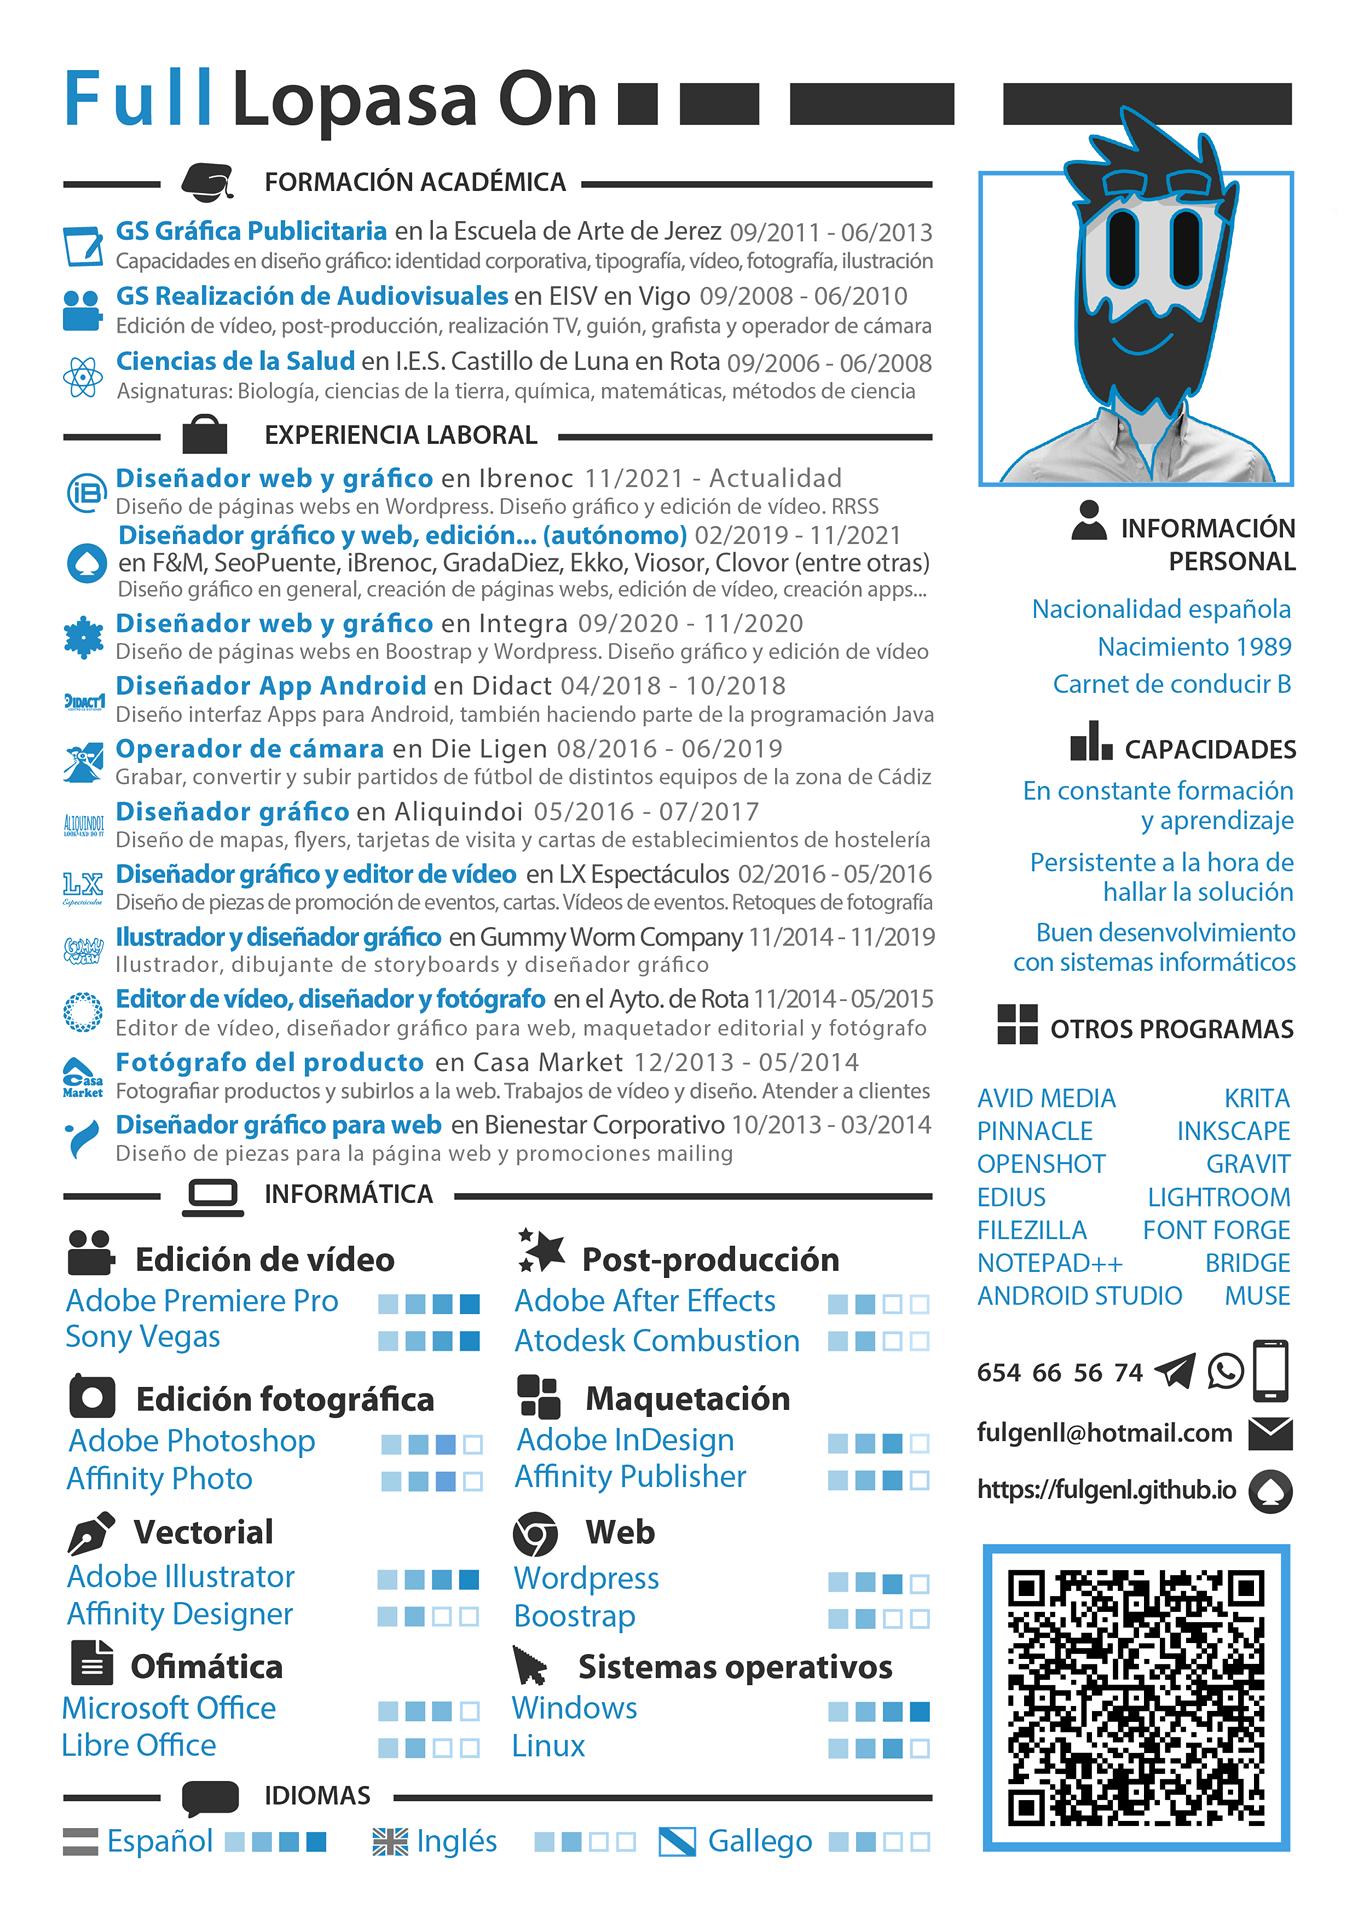 Full Lopasa On
FORMACIÓN ACADÉMICA
GS Gráfica Publicitaria en la Escuela de Arte de Jerez 09/2011 - 06/2013
Capacidades en diseño gráfico: identidad corporativa, tipografía, vídeo, fotografía, ilustración
GS Realización de Audiovisuales en EISV en Vigo 09/2008 - 06/2010
Edición de vídeo, post-producción, realización TV, guión, grafista y operador de cámara
Ciencias de la Salud en I.E.S. Castillo de Luna en Rota 09/2006 - 06/2008
Asignaturas: Biología, ciencias de la tierra, química, matemáticas, métodos de ciencia
EXPERIENCIA LABORAL
iB
Diseñador web y gráfico en Ibrenoc 11/2021 - Actualidad
Diseño de páginas webs en Wordpress. Diseño gráfico y edición de vídeo. RRSS
Diseñador gráfico y web, edición... (autónomo) 02/2019 - 11/2021
en F&M, SeoPuente, iBrenoc, GradaDiez, Ekko, Viosor, Clovor (entre otras)
Diseño gráfico en general, creación de páginas webs, edición de vídeo, creación apps...
Diseñador web y gráfico en Integra 09/2020 - 11/2020
Diseño de páginas webs en Boostrap y Wordpress. Diseño gráfico y edición de vídeo
DIDACT1
Diseñador App Android en Didact 04/2018 - 10/2018
Diseño interfaz Apps para Android, también haciendo parte de la programación Java
Operador de cámara en Die Ligen 08/2016 - 06/2019
Grabar, convertir y subir partidos de fútbol de distintos equipos de la zona de Cádiz
ALIQUINDOI
LOOK AND DO IT
Diseñador gráfico en Aliquindoi 05/2016 - 07/2017
Diseño de mapas, flyers, tarjetas de visita y cartas de establecimientos de hostelería
LX
Espectáculos
Diseñador gráfico y editor de vídeo en LX Espectáculos 02/2016 - 05/2016
Diseño de piezas de promoción de eventos, cartas. Vídeos de eventos. Retoques de fotografía
Ilustrador y diseñador gráfico en Gummy Worm Company 11/2014 - 11/2019
Ilustrador, dibujante de storyboards y diseñador gráfico
Editor de vídeo, diseñador y fotógrafo en el Ayto. de Rota 11/2014 - 05/2015
Editor de vídeo, diseñador gráfico para web, maquetador editorial y fotógrafo
Casa
Market
Fotógrafo del producto en Casa Market 12/2013 - 05/2014
Fotografiar productos y subirlos a la web. Trabajos de vídeo y diseño. Atender a clientes
Diseñador gráfico para web en Bienestar Corporativo 10/2013 - 03/2014
Diseño de piezas para la página web y promociones mailing
INFORMÁTICA
Edición de vídeo
Adobe Premiere Pro
Sony Vegas
Post-producción
Adobe After Effects
Atodesk Combustion
Edición fotográfica
Adobe Photoshop
Affinity Photo
Maquetación
Adobe InDesign
Affinity Publisher
Vectorial
Adobe Illustrator
Affinity Designer
Web
Wordpress
Boostrap
Ofimática
Microsoft Office
Libre Office
Sistemas operativos
Windows
Linux
IDIOMAS
Español Inglés Gallego
INFORMACIÓN
PERSONAL
Nacionalidad española
Nacimiento 1989
Carnet de conducir B
CAPACIDADES
En constante formación
y aprendizaje
Persistente a la hora de
hallar la solución
Buen desenvolvimiento
con sistemas informáticos
OTROS PROGRAMAS
AVID MEDIA KRITA
PINNACLE INKSCAPE
OPENSHOT GRAVIT
EDIUS LIGHTROOM
FILEZILLA FONT FORGE
NOTEPAD++ BRIDGE
ANDROID STUDIO MUSE
654 66 56 74
fulgenll@hotmail.com
https://fulgenl.github.io